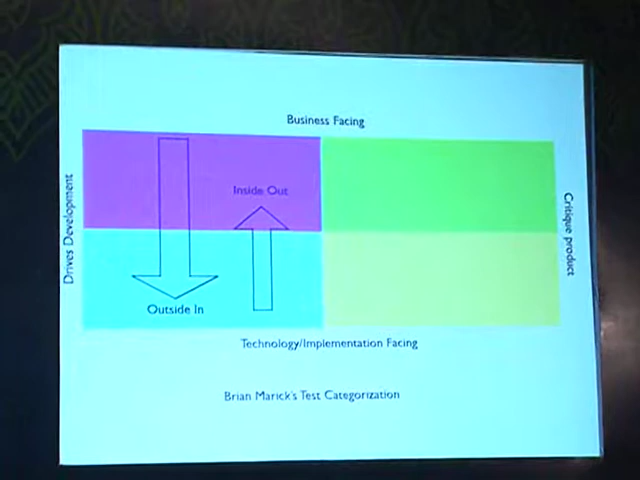 Business Facing
Drives Development
Inside Out
Critique product
Outside In
Technology/Implementation Facing
Brian Marick's Test Categorization